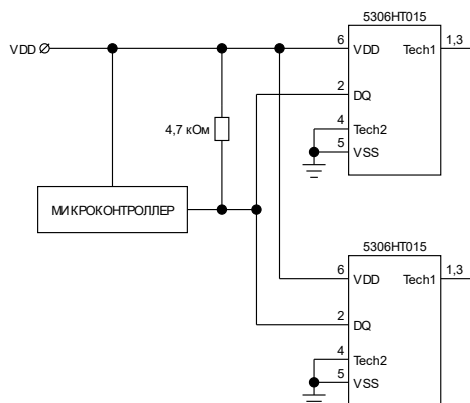 5306НТ015
VDD
6
VDD
Tech1
1,3
2
DQ
4,7 кОм
4
Tech2
5
VSS
МИКРОКОНТРОЛЛЕР
5306НТ015
6
VDD
Tech1
1,3
2
DQ
4
Tech2
5
VSS